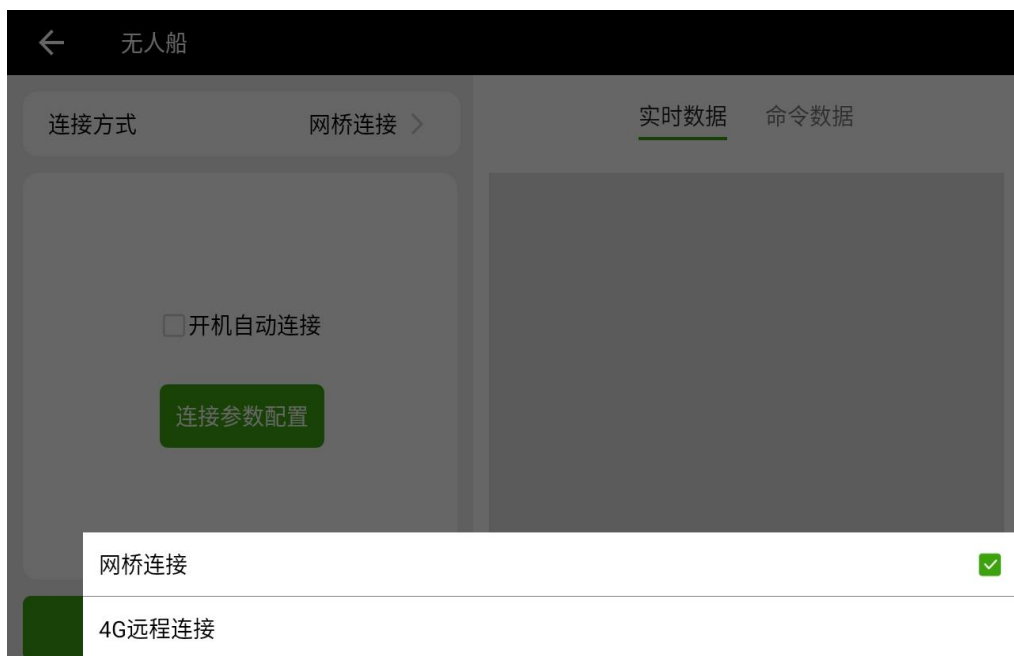 无人船
连接方式 网桥连接
实时数据 命令数据
开机自动连接
连接参数配置
网桥连接
4G远程连接